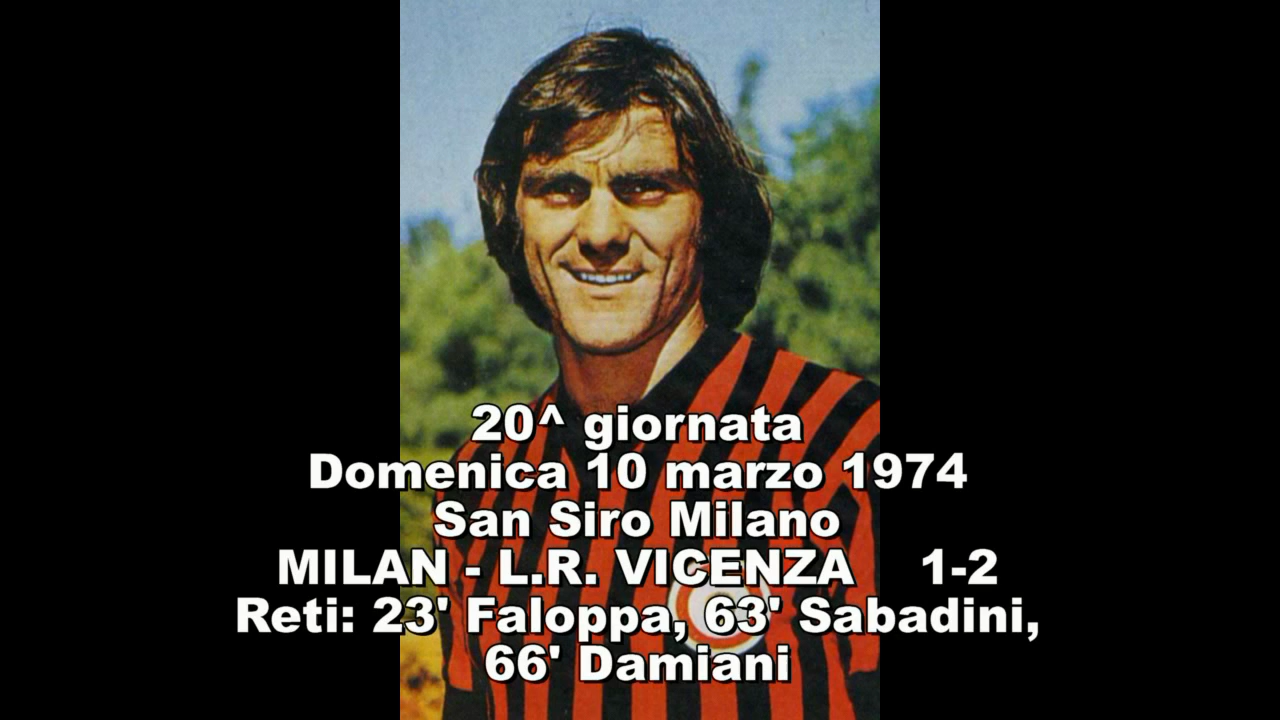 20^ giornata
Domenica 10 marzo 1974
San Siro Milano
MILAN - L.R. VICENZA 1-2
Reti: 23' Faloppa, 63' Sabadini,
66' Damiani